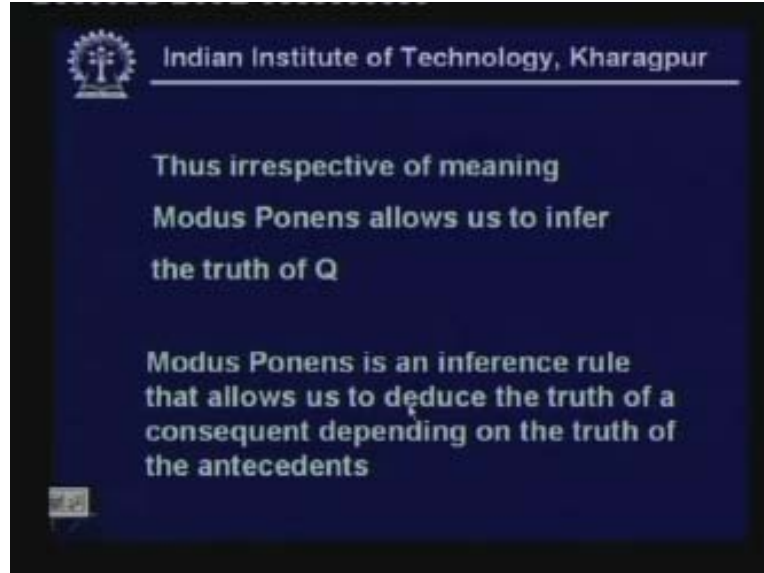 Indian Institute of Technology, Kharagpur
Thus irrespective of meaning
Modus Ponens allows us to infer
the truth of Q
Modus Ponens is an inference rule
that allows us to deduce the truth of a
consequent depending on the truth of
the antecedents